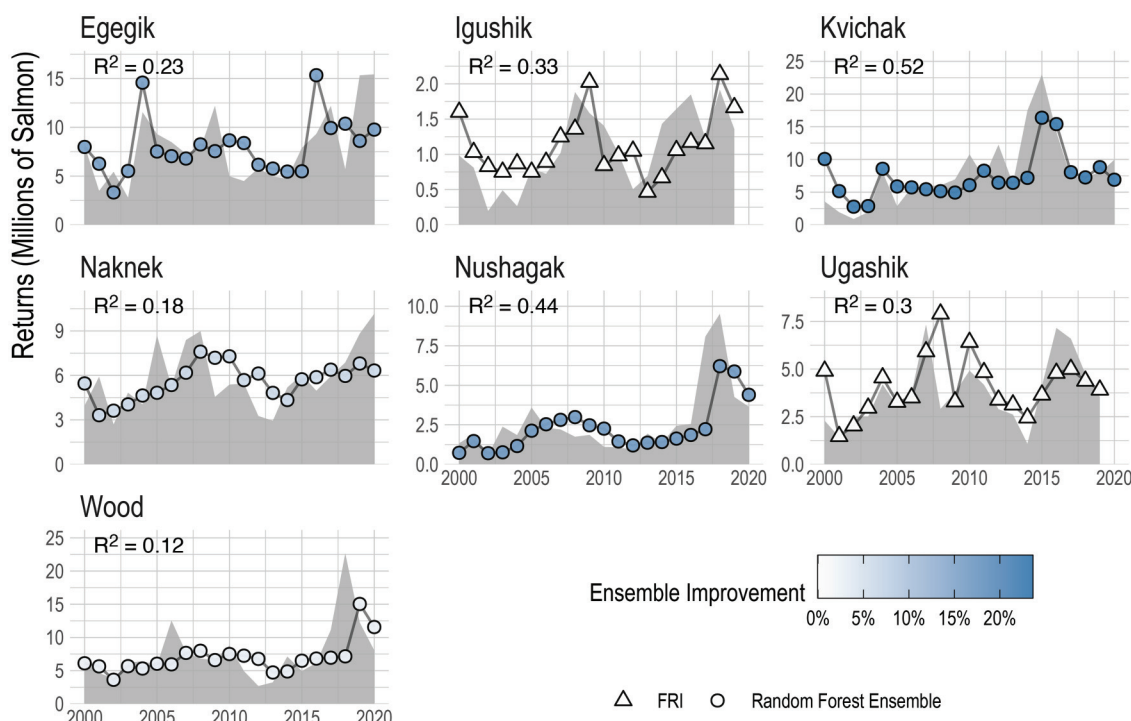 Returns (Millions of Salmon)
Egegik
R² = 0.23
15
10
5
0
Igushik
R² = 0.33
2.0
1.5
1.0
0.5
0.0
Kvichak
R² = 0.52
25
20
15
10
5
0
Naknek
R² = 0.18
9
6
3
0
Nushagak
R² = 0.44
10.0
7.5
5.0
2.5
0.0
2000 2005 2010 2015 2020
Ugashik
R² = 0.3
7.5
5.0
2.5
0.0
2000 2005 2010 2015 2020
Wood
R² = 0.12
25
20
15
10
5
0
2000 2005 2010 2015 2020
Ensemble Improvement
0% 5% 10% 15% 20%
FRI Random Forest Ensemble